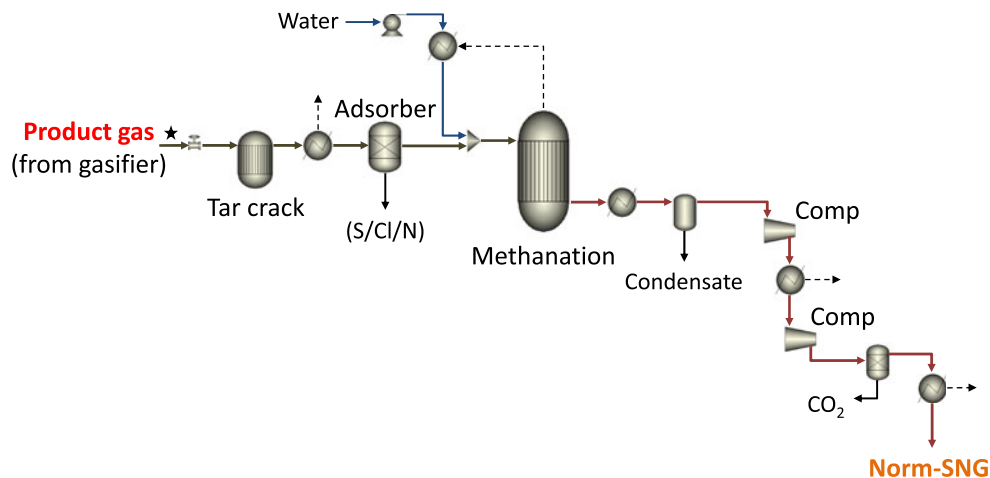 Water
Adsorber
Product gas
(from gasifier)
Tar crack
(S/Cl/N)
Methanation
Condensate
Comp
Comp
CO₂
Norm-SNG